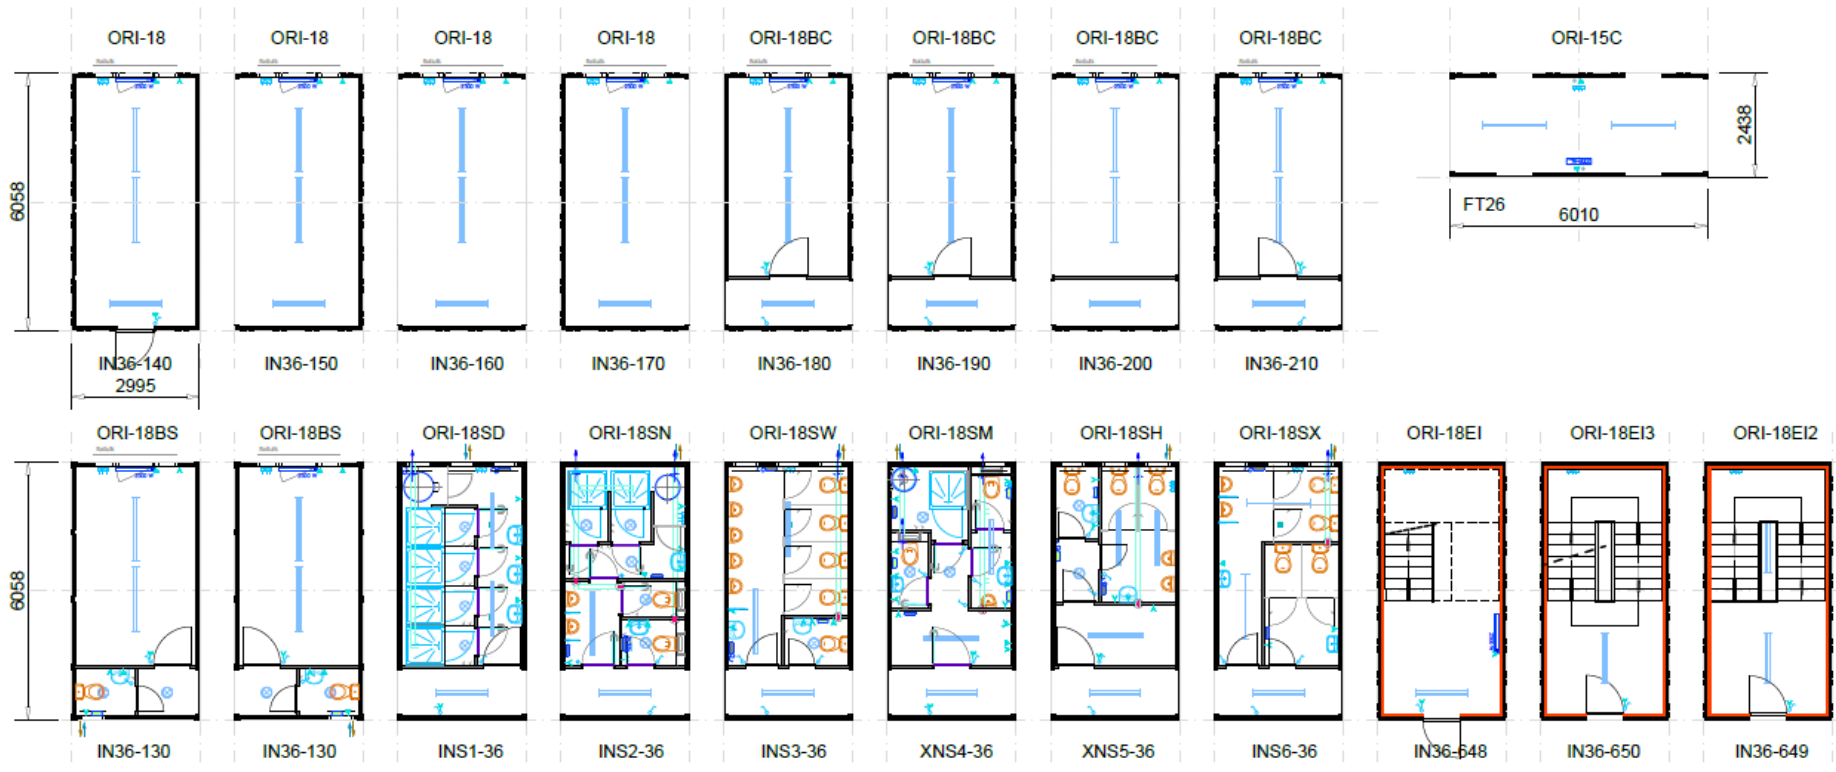 ORI-18 ORI-18 ORI-18 ORI-18 ORI-18BC ORI-18BC ORI-18BC ORI-18BC ORI-15C
6058
2438
FT26
6010
IN36-140 IN36-150 IN36-160 IN36-170 IN36-180 IN36-190 IN36-200 IN36-210
2995
ORI-18BS ORI-18BS ORI-18SD ORI-18SN ORI-18SW ORI-18SM ORI-18SH ORI-18SX ORI-18EI ORI-18EI3 ORI-18EI2
6058
IN36-130 IN36-130 INS1-36 INS2-36 INS3-36 XNS4-36 XNS5-36 INS6-36 IN36-648 IN36-650 IN36-649